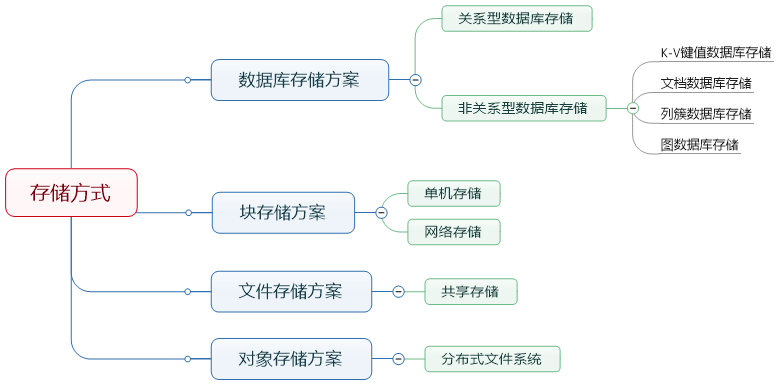 存储方式
数据库存储方案
关系型数据库存储
非关系型数据库存储
K-V键值数据库存储
文档数据库存储
列簇数据库存储
图数据库存储
块存储方案
单机存储
网络存储
文件存储方案
共享存储
对象存储方案
分布式文件系统